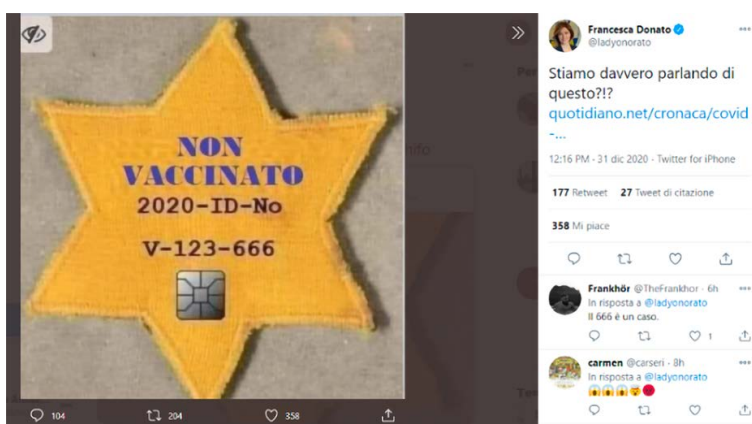 NON
VACCINATO
2020-ID-No
V-123-666
104
204
358
Francesca Donato
@ladyonorato
Stiamo davvero parlando di
questo?!?
quotidiano.net/cronaca/covid
-...
12:16 PM · 31 dic 2020 · Twitter for iPhone
177 Retweet 27 Tweet di citazione
358 Mi piace
Frankhör @TheFrankhor · 6h
In risposta a @ladyonorato
Il 666 è un caso.
1
carmen @carseri · 8h
In risposta a @ladyonorato
😱😱😱🤯😡